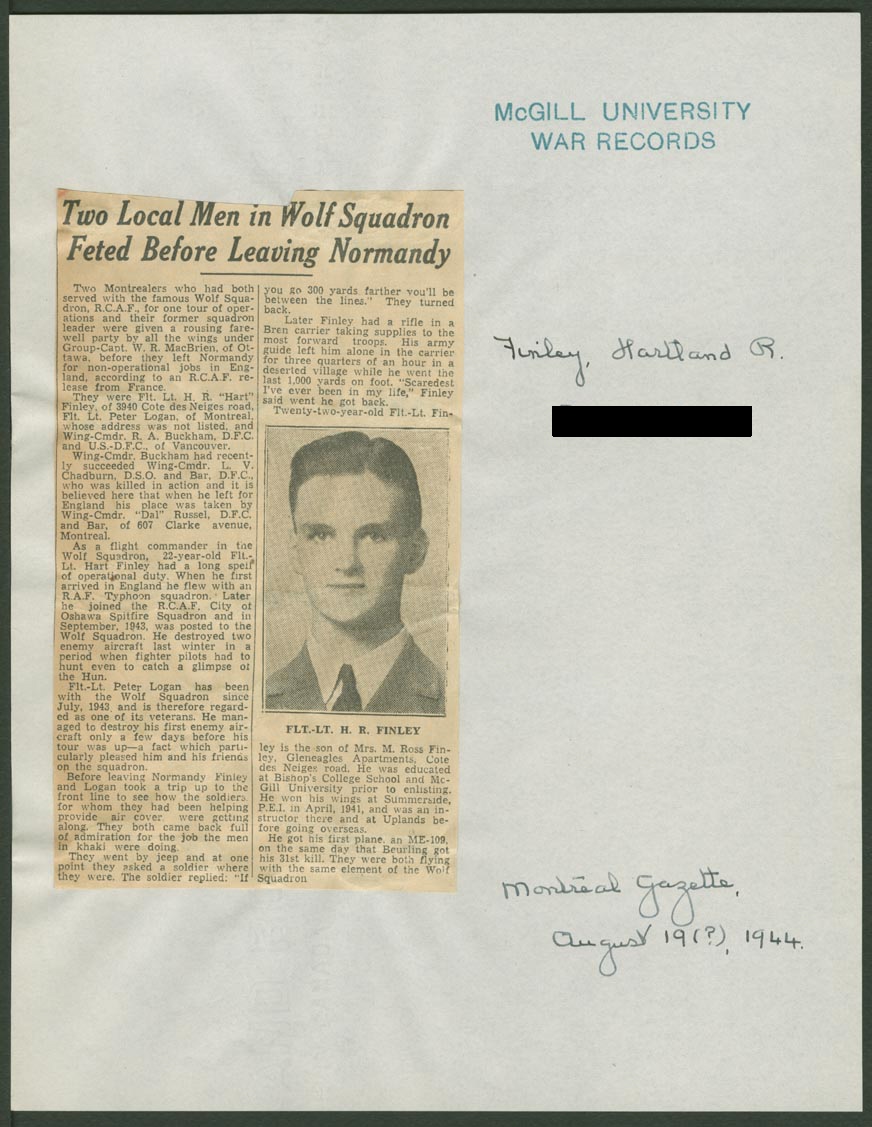 McGILL UNIVERSITY
WAR RECORDS
Two Local Men in Wolf Squadron
Feted Before Leaving Normandy
Two Montrealers who had both
served with the famous Wolf Squa-
dron, R.C.A.F., for one tour of oper-
ations and their former squadron
leader were given a rousing fare-
well party by all the wings under
Group-Capt. W. R. MacBrien, of Ot-
tawa, before they left Normandy
for non-operational jobs in Eng-
land, according to an R.C.A.F. re-
lease from France.
They were Flt. Lt. H. R. "Hart"
Finley, of 3940 Cote des Neiges road,
Flt. Lt. Peter Logan, of Montreal,
whose address was not listed, and
Wing-Cmdr. R. A. Buckham, D.F.C.
and U.S.-D.F.C., of Vancouver.
Wing-Cmdr. Buckham had recent-
ly succeeded Wing-Cmdr. L. V.
Chadburn, D.S.O. and Bar, D.F.C.,
who was killed in action and it is
believed here that when he left for
England his place was taken by
Wing-Cmdr. "Dal" Russel, D.F.C.
and Bar, of 607 Clarke avenue,
Montreal.
As a flight commander in the
Wolf Squadron, 22-year-old Flt.-
Lt. Hart Finley had a long spell
of operational duty. When he first
arrived in England he flew with an
R.A.F. Typhoon squadron. Later
he joined the R.C.A.F. City of
Oshawa Spitfire Squadron and in
September, 1943, was posted to the
Wolf Squadron. He destroyed two
enemy aircraft last winter in a
period when fighter pilots had to
hunt even to catch a glimpse of
the Hun.
Flt.-Lt. Peter Logan has been
with the Wolf Squadron since
July, 1943, and is therefore regard-
ed as one of its veterans. He man-
aged to destroy his first enemy air-
craft only a few days before his
tour was up—a fact which parti-
cularly pleased him and his friends
on the squadron.
Before leaving Normandy Finley
and Logan took a trip up to the
front line to see how the soldiers
for whom they had been helping
provide air cover were getting
along. They both came back full
of admiration for the job the men
in khaki were doing.
They went by jeep and at one
point they asked a soldier where
they were. The soldier replied: "If
you go 300 yards farther you'll be
between the lines." They turned
back.
Later Finley had a rifle in a
Bren carrier taking supplies to the
most forward troops. His army
guide left him alone in the carrier
for three quarters of an hour in a
deserted village while he went the
last 1,000 yards on foot. "Scaredest
I've ever been in my life," Finley
said went he got back.
Twenty-two-year-old Flt.-Lt. Fin-
FLT.-LT. H. R. FINLEY
ley is the son of Mrs. M. Ross Fin-
ley, Gleneagles Apartments, Cote
des Neiges road. He was educated
at Bishop's College School and Mc-
Gill University prior to enlisting.
He won his wings at Summerside,
P.E.I. in April, 1941, and was an in-
structor there and at Uplands be-
fore going overseas.
He got his first plane, an ME-109,
on the same day that Beurling got
his 31st kill. They were both flying
with the same element of the Wolf
Squadron
Finley, Hartland R.
Montréal Gazette,
August 19(?), 1944.